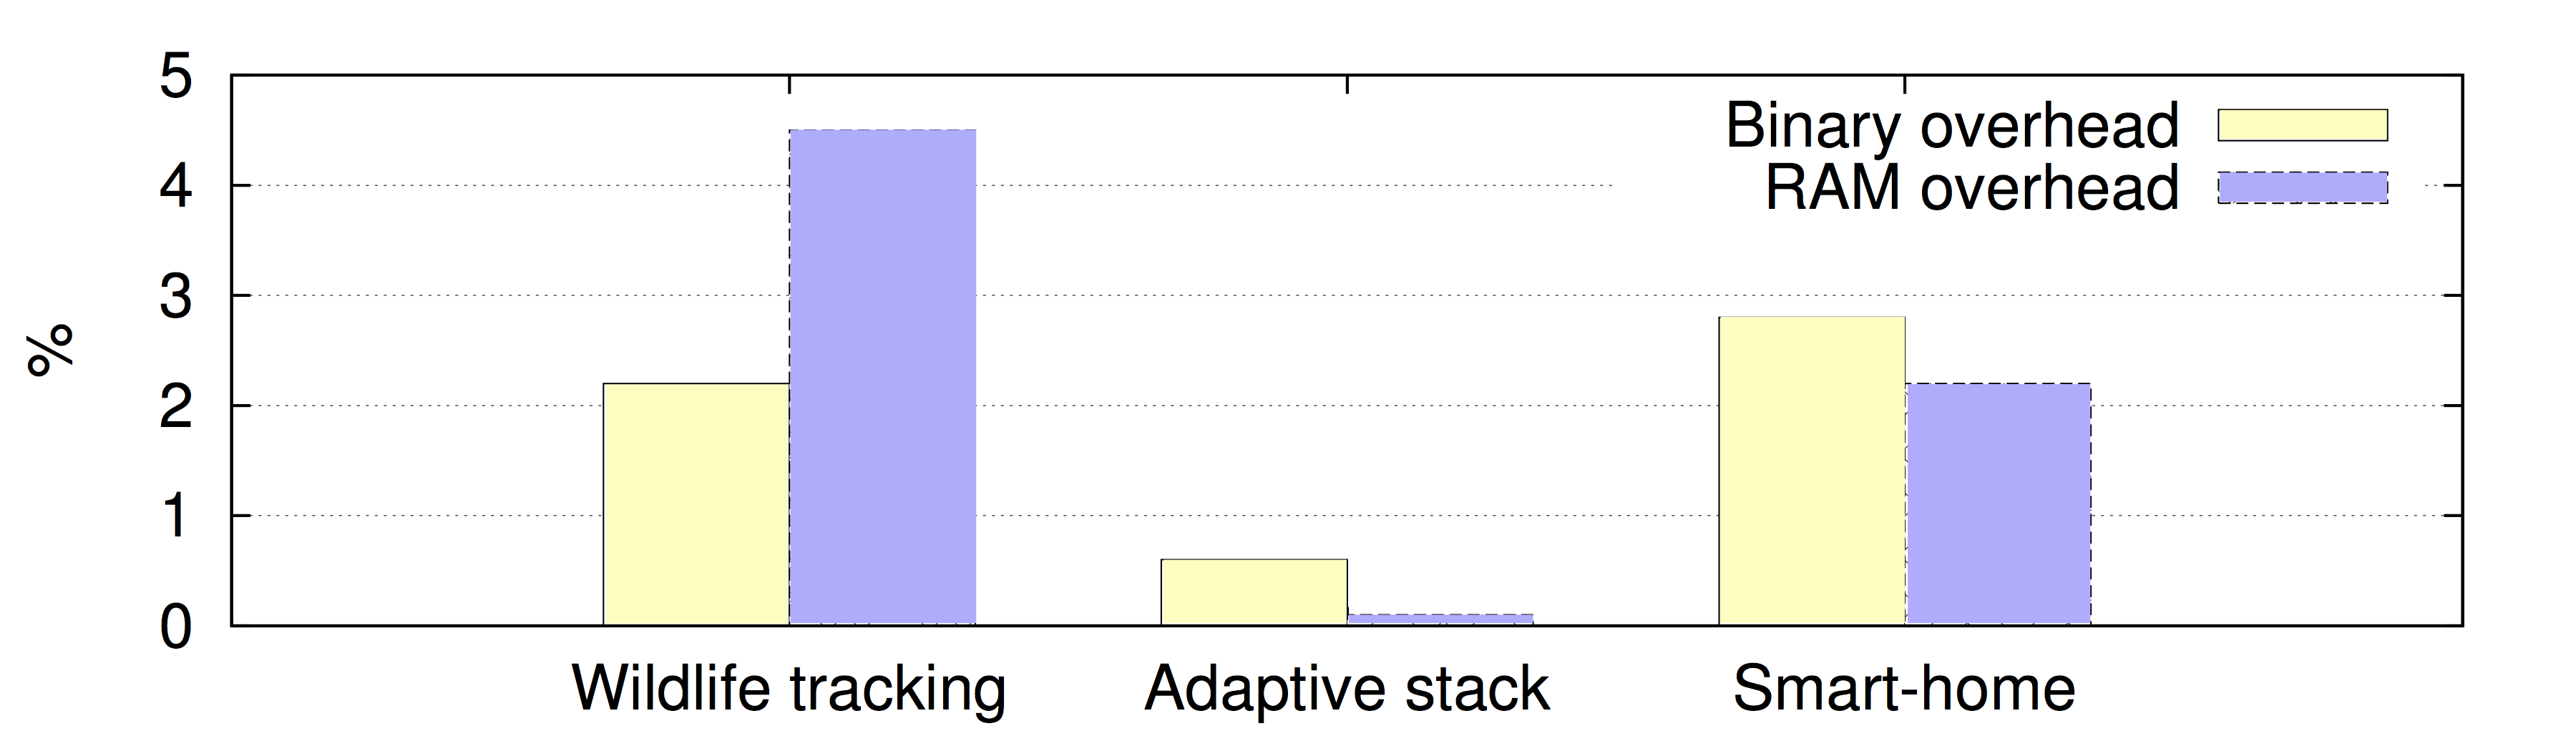 5
4
3
2
1
0
%
Binary overhead
RAM overhead
Wildlife tracking
Adaptive stack
Smart-home